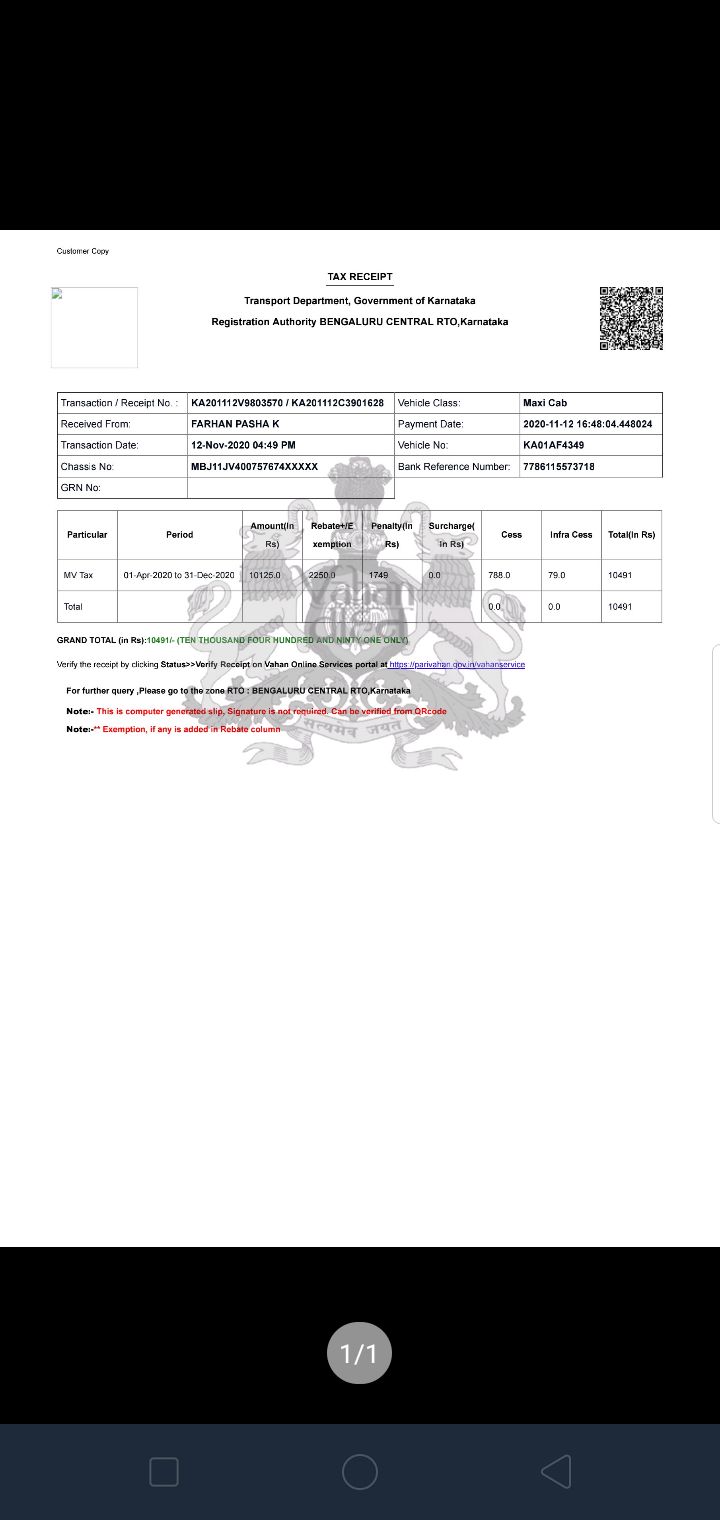 Customer Copy
TAX RECEIPT
Transport Department, Government of Karnataka
Registration Authority BENGALURU CENTRAL RTO,Karnataka
Transaction / Receipt No. : KA201112V9803570 / KA201112C3901628 Vehicle Class: Maxi Cab
Received From: FARHAN PASHA K Payment Date: 2020-11-12 16:48:04.448024
Transaction Date: 12-Nov-2020 04:49 PM Vehicle No: KA01AF4349
Chassis No: MBJ11JV400757674XXXXX Bank Reference Number: 7786115573718
GRN No:
Particular Period Amount(In Rs) Rebate+/Exemption Penalty(In Rs) Surcharge( in Rs) Cess Infra Cess Total(In Rs)
MV Tax 01-Apr-2020 to 31-Dec-2020 10125.0 2250.0 1749 0.0 788.0 79.0 10491
Total 0.0 0.0 10491
GRAND TOTAL (in Rs):10491/- (TEN THOUSAND FOUR HUNDRED AND NINTY ONE ONLY)
Verify the receipt by clicking Status>>Verify Receipt on Vahan Online Services portal at https://parivahan.gov.in/vahanservice
For further query ,Please go to the zone RTO : BENGALURU CENTRAL RTO,Karnataka
Note:- This is computer generated slip, Signature is not required. Can be verified from QRcode
Note:-** Exemption, if any is added in Rebate column
सत्यमेव जयते
1/1